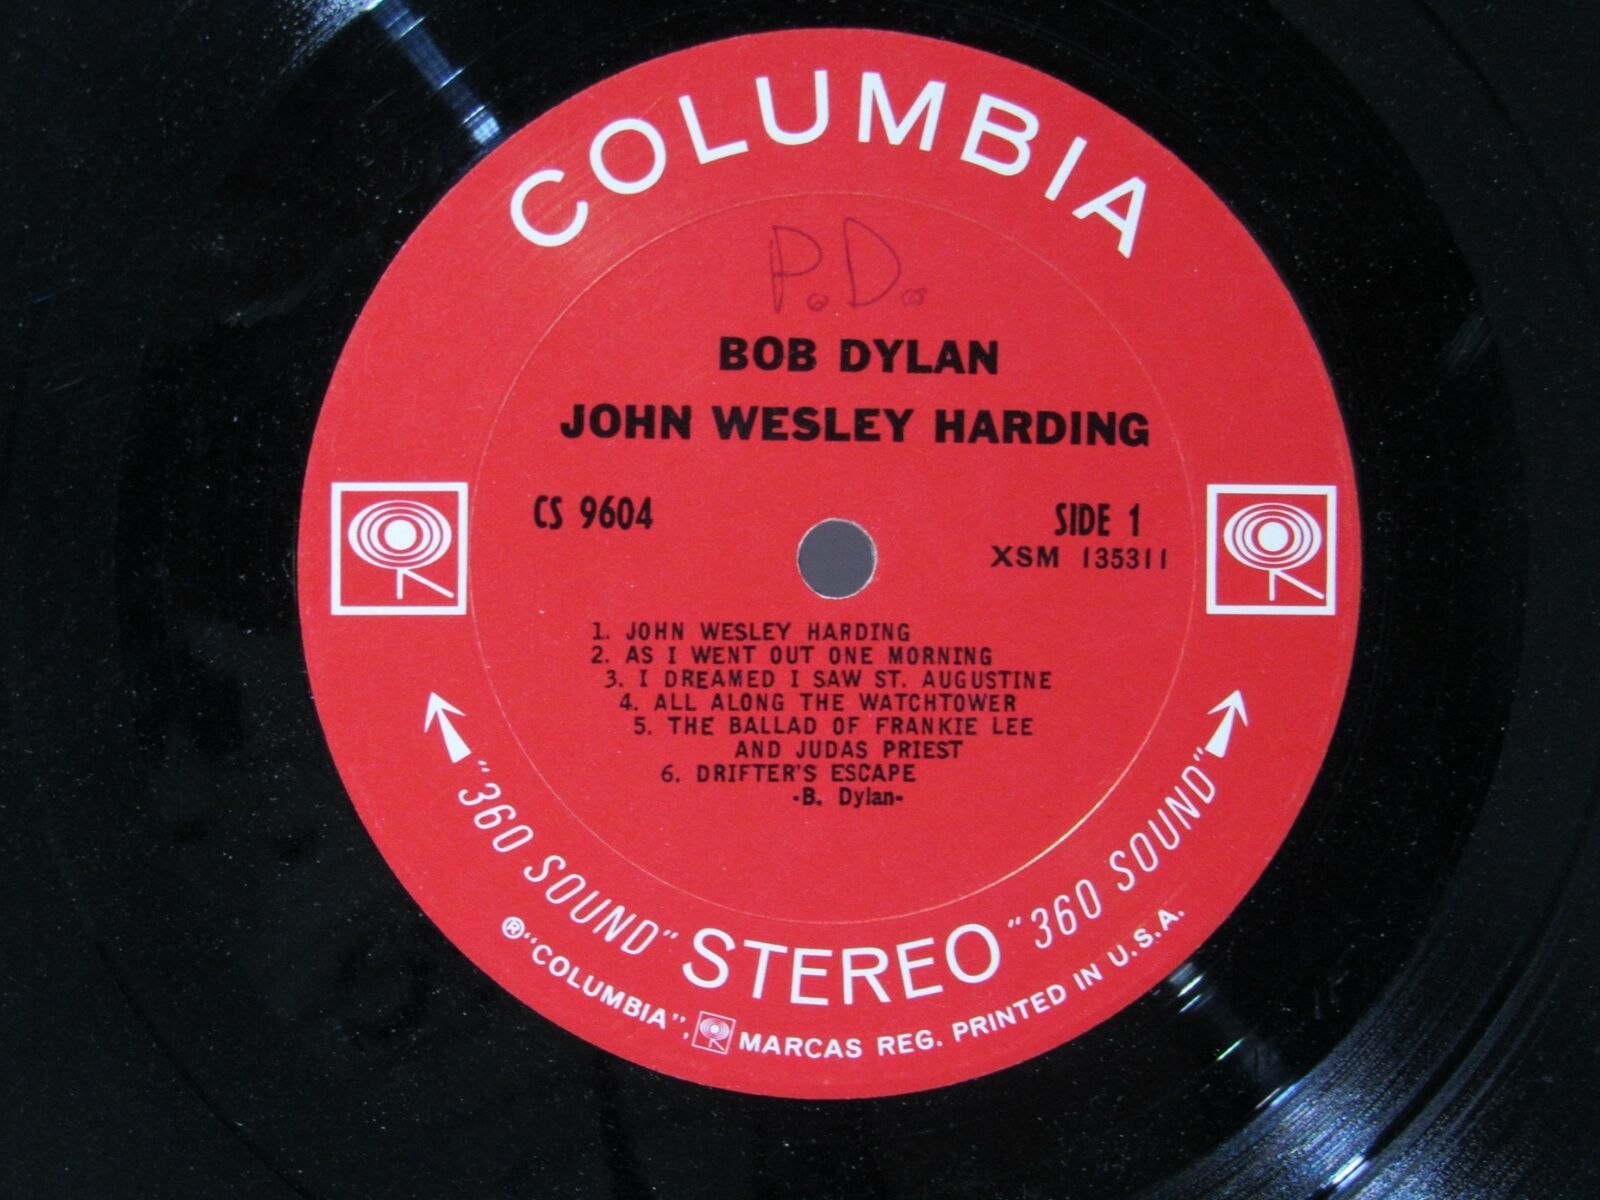 COLUMBIA
P.D.
BOB DYLAN
JOHN WESLEY HARDING
CS 9604
SIDE 1
XSM 135311
1. JOHN WESLEY HARDING
2. AS I WENT OUT ONE MORNING
3. I DREAMED I SAW ST. AUGUSTINE
4. ALL ALONG THE WATCHTOWER
5. THE BALLAD OF FRANKIE LEE
AND JUDAS PRIEST
6. DRIFTER'S ESCAPE
-B. Dylan-
"360 SOUND" STEREO "360 SOUND"
®"COLUMBIA", MARCAS REG. PRINTED IN U.S.A.